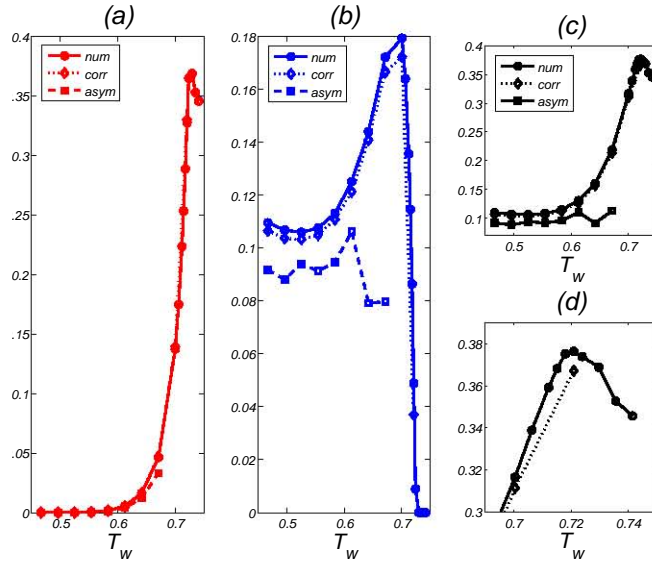 (a)
0.4
.35
.3
.25
.2
.15
.1
.05
0
num
corr
asym
0.5
0.6
0.7
T_w
(b)
0.18
0.16
0.14
0.12
0.1
0.08
0.06
0.04
0.02
0
num
corr
asym
0.5
0.6
0.7
T_w
(c)
0.4
0.35
0.3
0.25
0.2
0.15
0.1
num
corr
asym
0.5
0.6
0.7
T_w
(d)
0.38
0.36
0.34
0.32
0.3
0.7
0.72
0.74
T_w